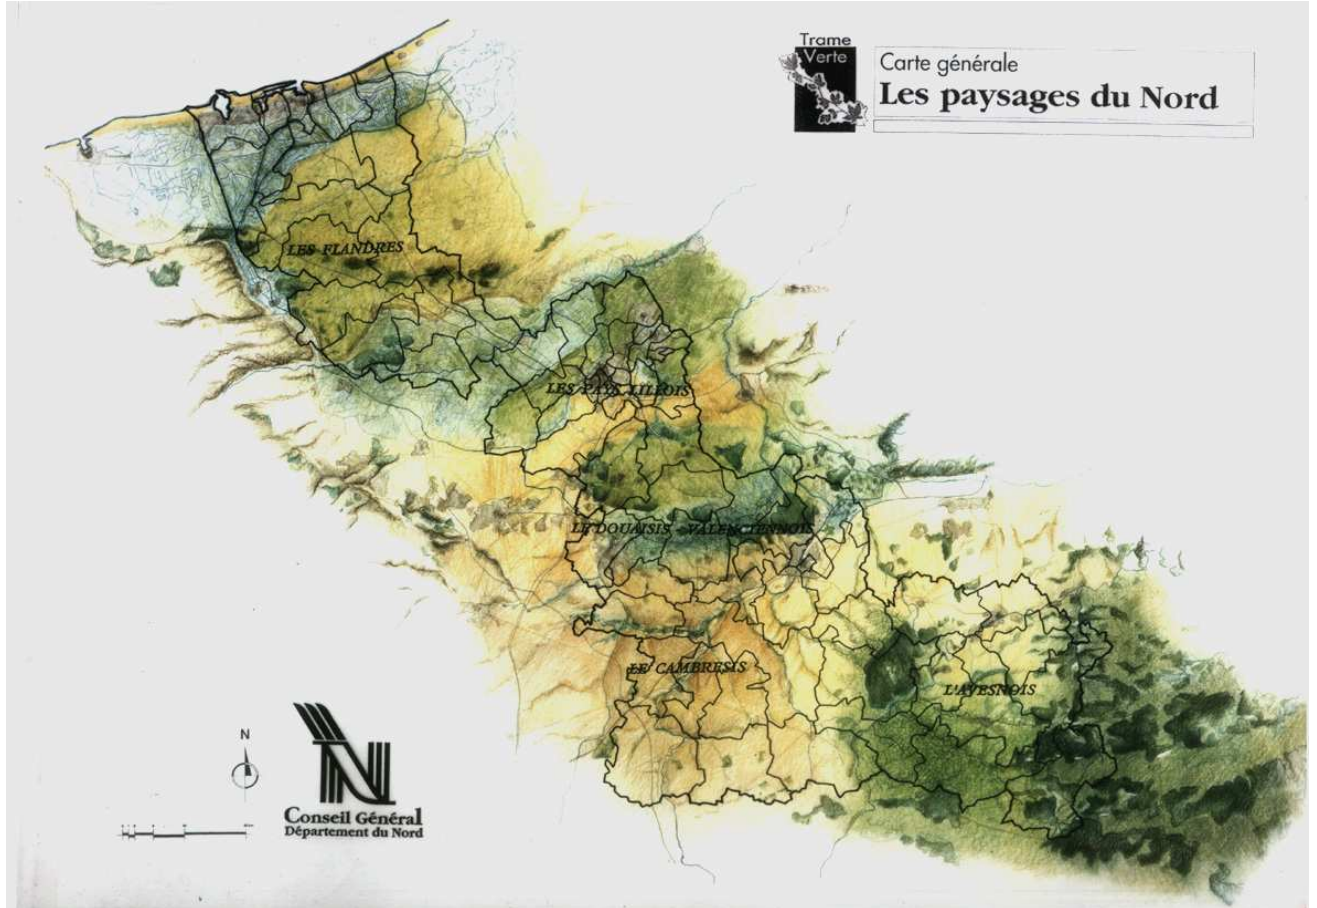 Trame
Verte
Carte générale
Les paysages du Nord
LES FLANDRES
LES PAYS LILLOIS
LE DOUAISIS - VALENCIENNOIS
LE CAMBRESIS
L'AVESNOIS
N
Conseil Général
Département du Nord